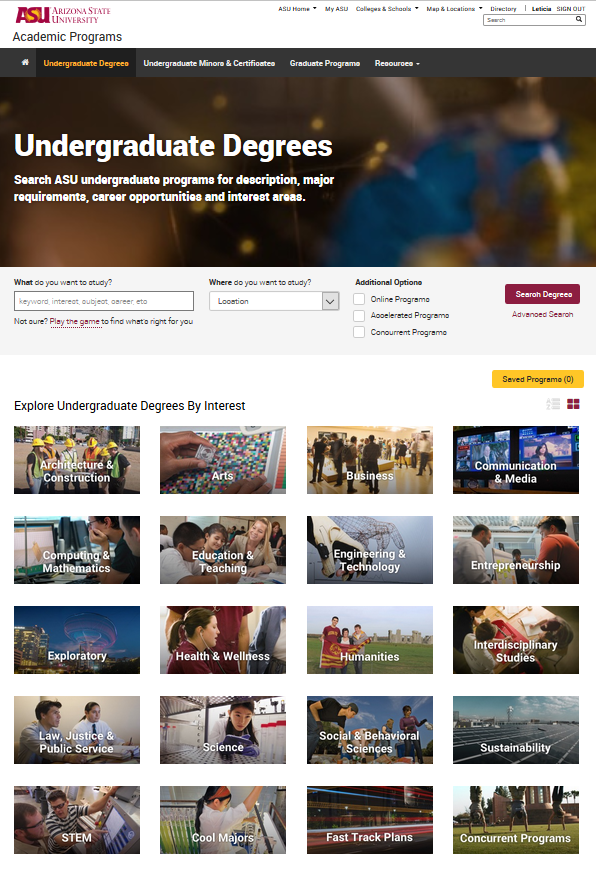 ASU ARIZONA STATE
UNIVERSITY
ASU Home My ASU Colleges & Schools Map & Locations Directory | Leticia SIGN OUT
Search
Academic Programs
Undergraduate Degrees Undergraduate Minors & Certificates Graduate Programs Resources
Undergraduate Degrees
Search ASU undergraduate programs for description, major
requirements, career opportunities and interest areas.
What do you want to study? Where do you want to study? Additional Options
keyword, interest, subject, career, etc Location Online Programs Search Degrees
Not sure? Play the game to find what's right for you Accelerated Programs Advanced Search
Concurrent Programs
Saved Programs (0)
Explore Undergraduate Degrees By Interest
Architecture &
Construction
Arts
Business
Communication
& Media
Computing &
Mathematics
Education &
Teaching
Engineering &
Technology
Entrepreneurship
Exploratory
Health & Wellness
Humanities
Interdisciplinary
Studies
Law, Justice &
Public Service
Science
Social & Behavioral
Sciences
Sustainability
STEM
Cool Majors
Fast Track Plans
Concurrent Programs